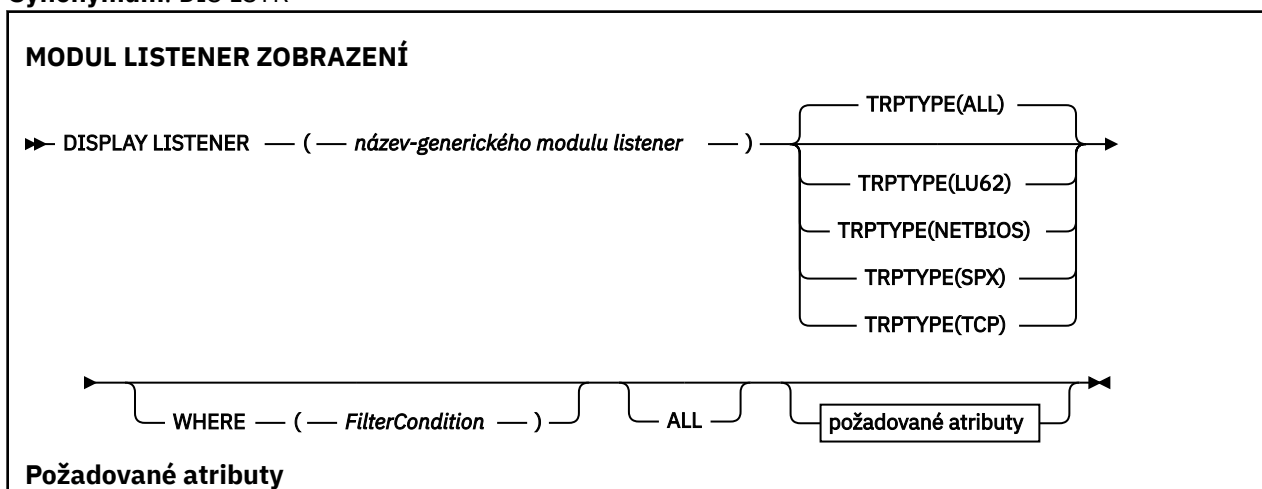 MODUL LISTENER ZOBRAZENÍ
TRPTYPE(ALL)
DISPLAY LISTENER ( název-generického modulu listener )
TRPTYPE(LU62)
TRPTYPE(NETBIOS)
TRPTYPE(SPX)
TRPTYPE(TCP)
WHERE ( FilterCondition ) ALL požadované atributy
Požadované atributy